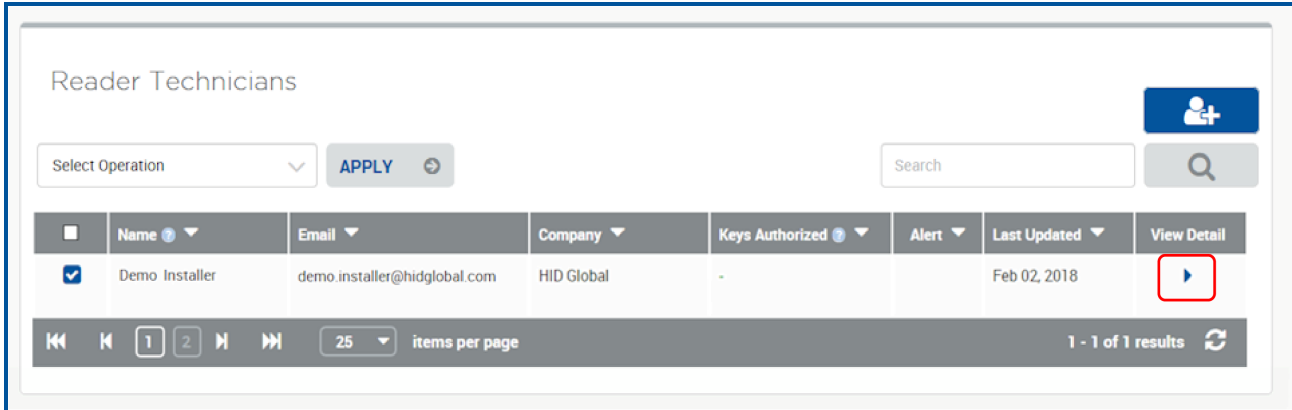 Reader Technicians
Select Operation APPLY Search
Name Email Company Keys Authorized Alert Last Updated View Detail
Demo Installer demo.installer@hidglobal.com HID Global - Feb 02, 2018
1 2 25 items per page 1 - 1 of 1 results